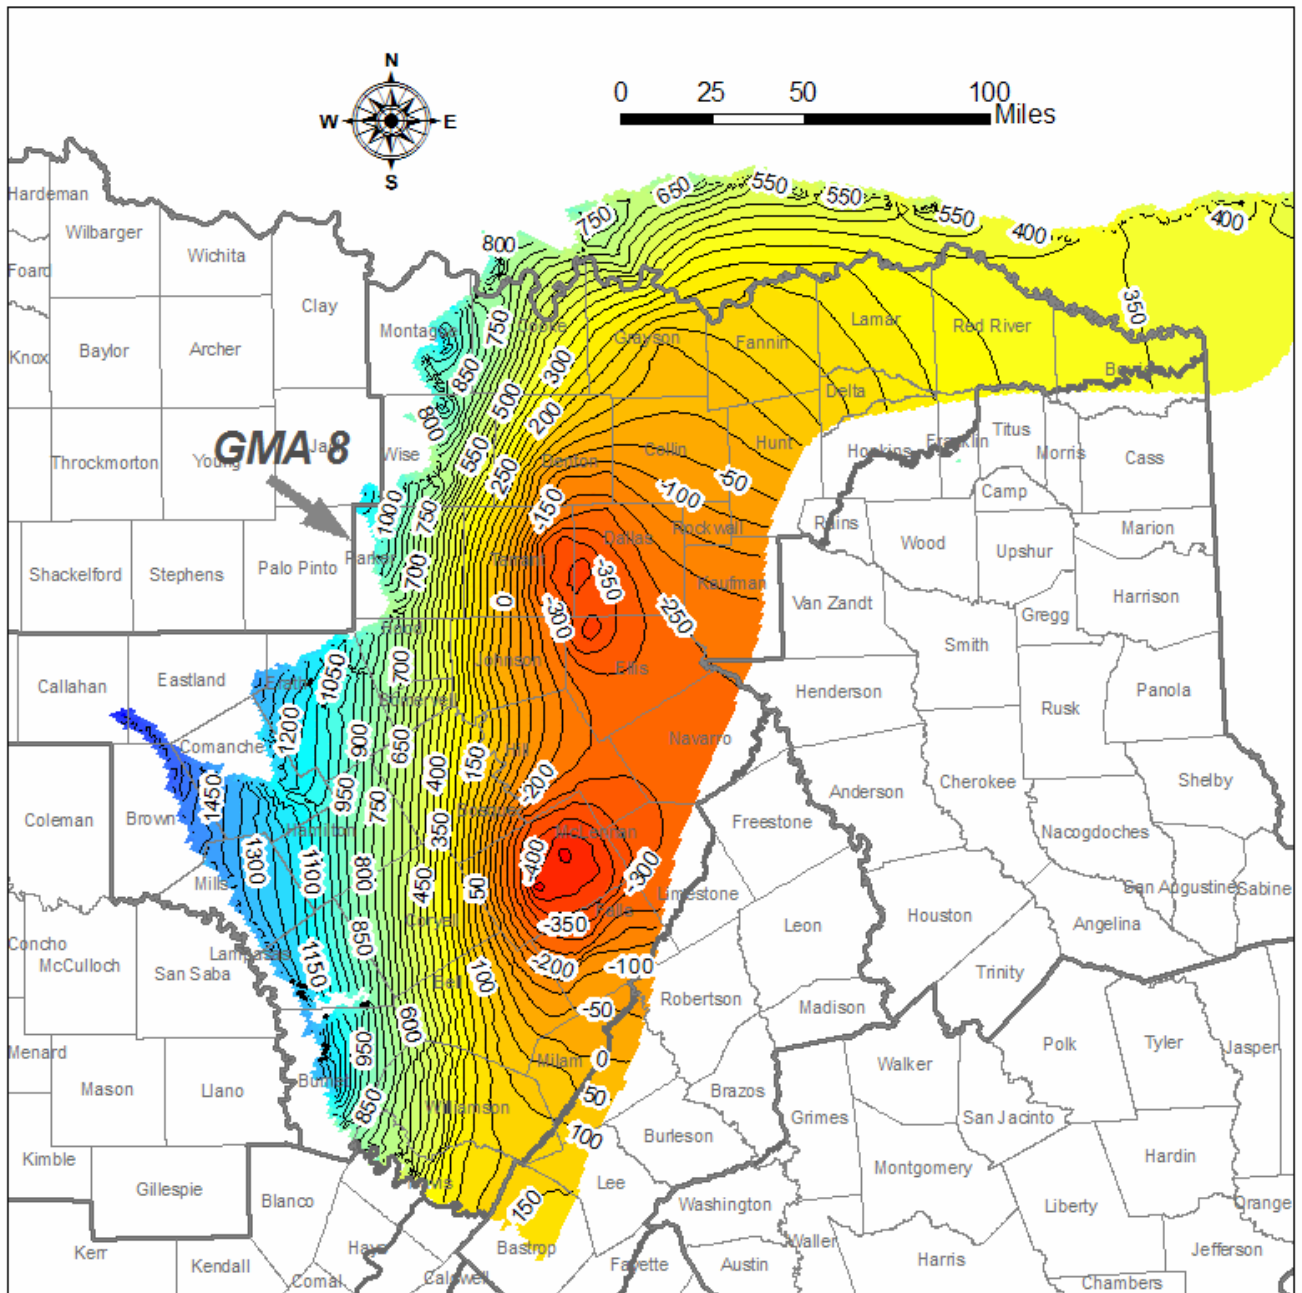 N
W E
S
0 25 50 100
Miles
Hardeman
Wilbarger
Wichita
Foard
Clay
Knox
Baylor
Archer
Montague
Cooke
Grayson
Fannin
Lamar
Red River
Delta
Throckmorton
Young
GMA 8
Wise
Denton
Collin
Hunt
Hopkins
Franklin
Titus
Morris
Cass
Camp
Marion
Shackelford
Stephens
Palo Pinto
Parker
Tarrant
Dallas
Rockwall
Rains
Wood
Upshur
Kaufman
Van Zandt
Gregg
Harrison
Smith
Callahan
Eastland
Erath
Johnson
Ellis
Henderson
Rusk
Panola
Somervell
Comanche
Hill
Navarro
Cherokee
Shelby
Coleman
Brown
Hamilton
McLennan
Anderson
Freestone
Nacogdoches
Mills
Limestone
San Augustine
Sabine
Concho
McCulloch
San Saba
Lampasas
Coryell
Falls
Leon
Houston
Angelina
Trinity
Bell
Robertson
Madison
Menard
Mason
Llano
Burnet
Milam
Walker
Polk
Tyler
Jasper
Brazos
Grimes
San Jacinto
Williamson
Burleson
Kimble
Gillespie
Blanco
Travis
Lee
Washington
Montgomery
Liberty
Hardin
Orange
Kerr
Kendall
Hays
Comal
Caldwell
Bastrop
Fayette
Austin
Waller
Harris
Jefferson
Chambers
800
750
650
550
550
550
400
400
350
750
850
800
300
500
200
550
250
-50
-100
-150
1000
750
700
0
-350
-300
-250
1050
700
1200
900
650
400
150
-200
1450
950
750
350
1300
1100
800
450
50
-400
-300
850
-350
1150
100
-200
-100
-50
600
950
0
850
50
100
150